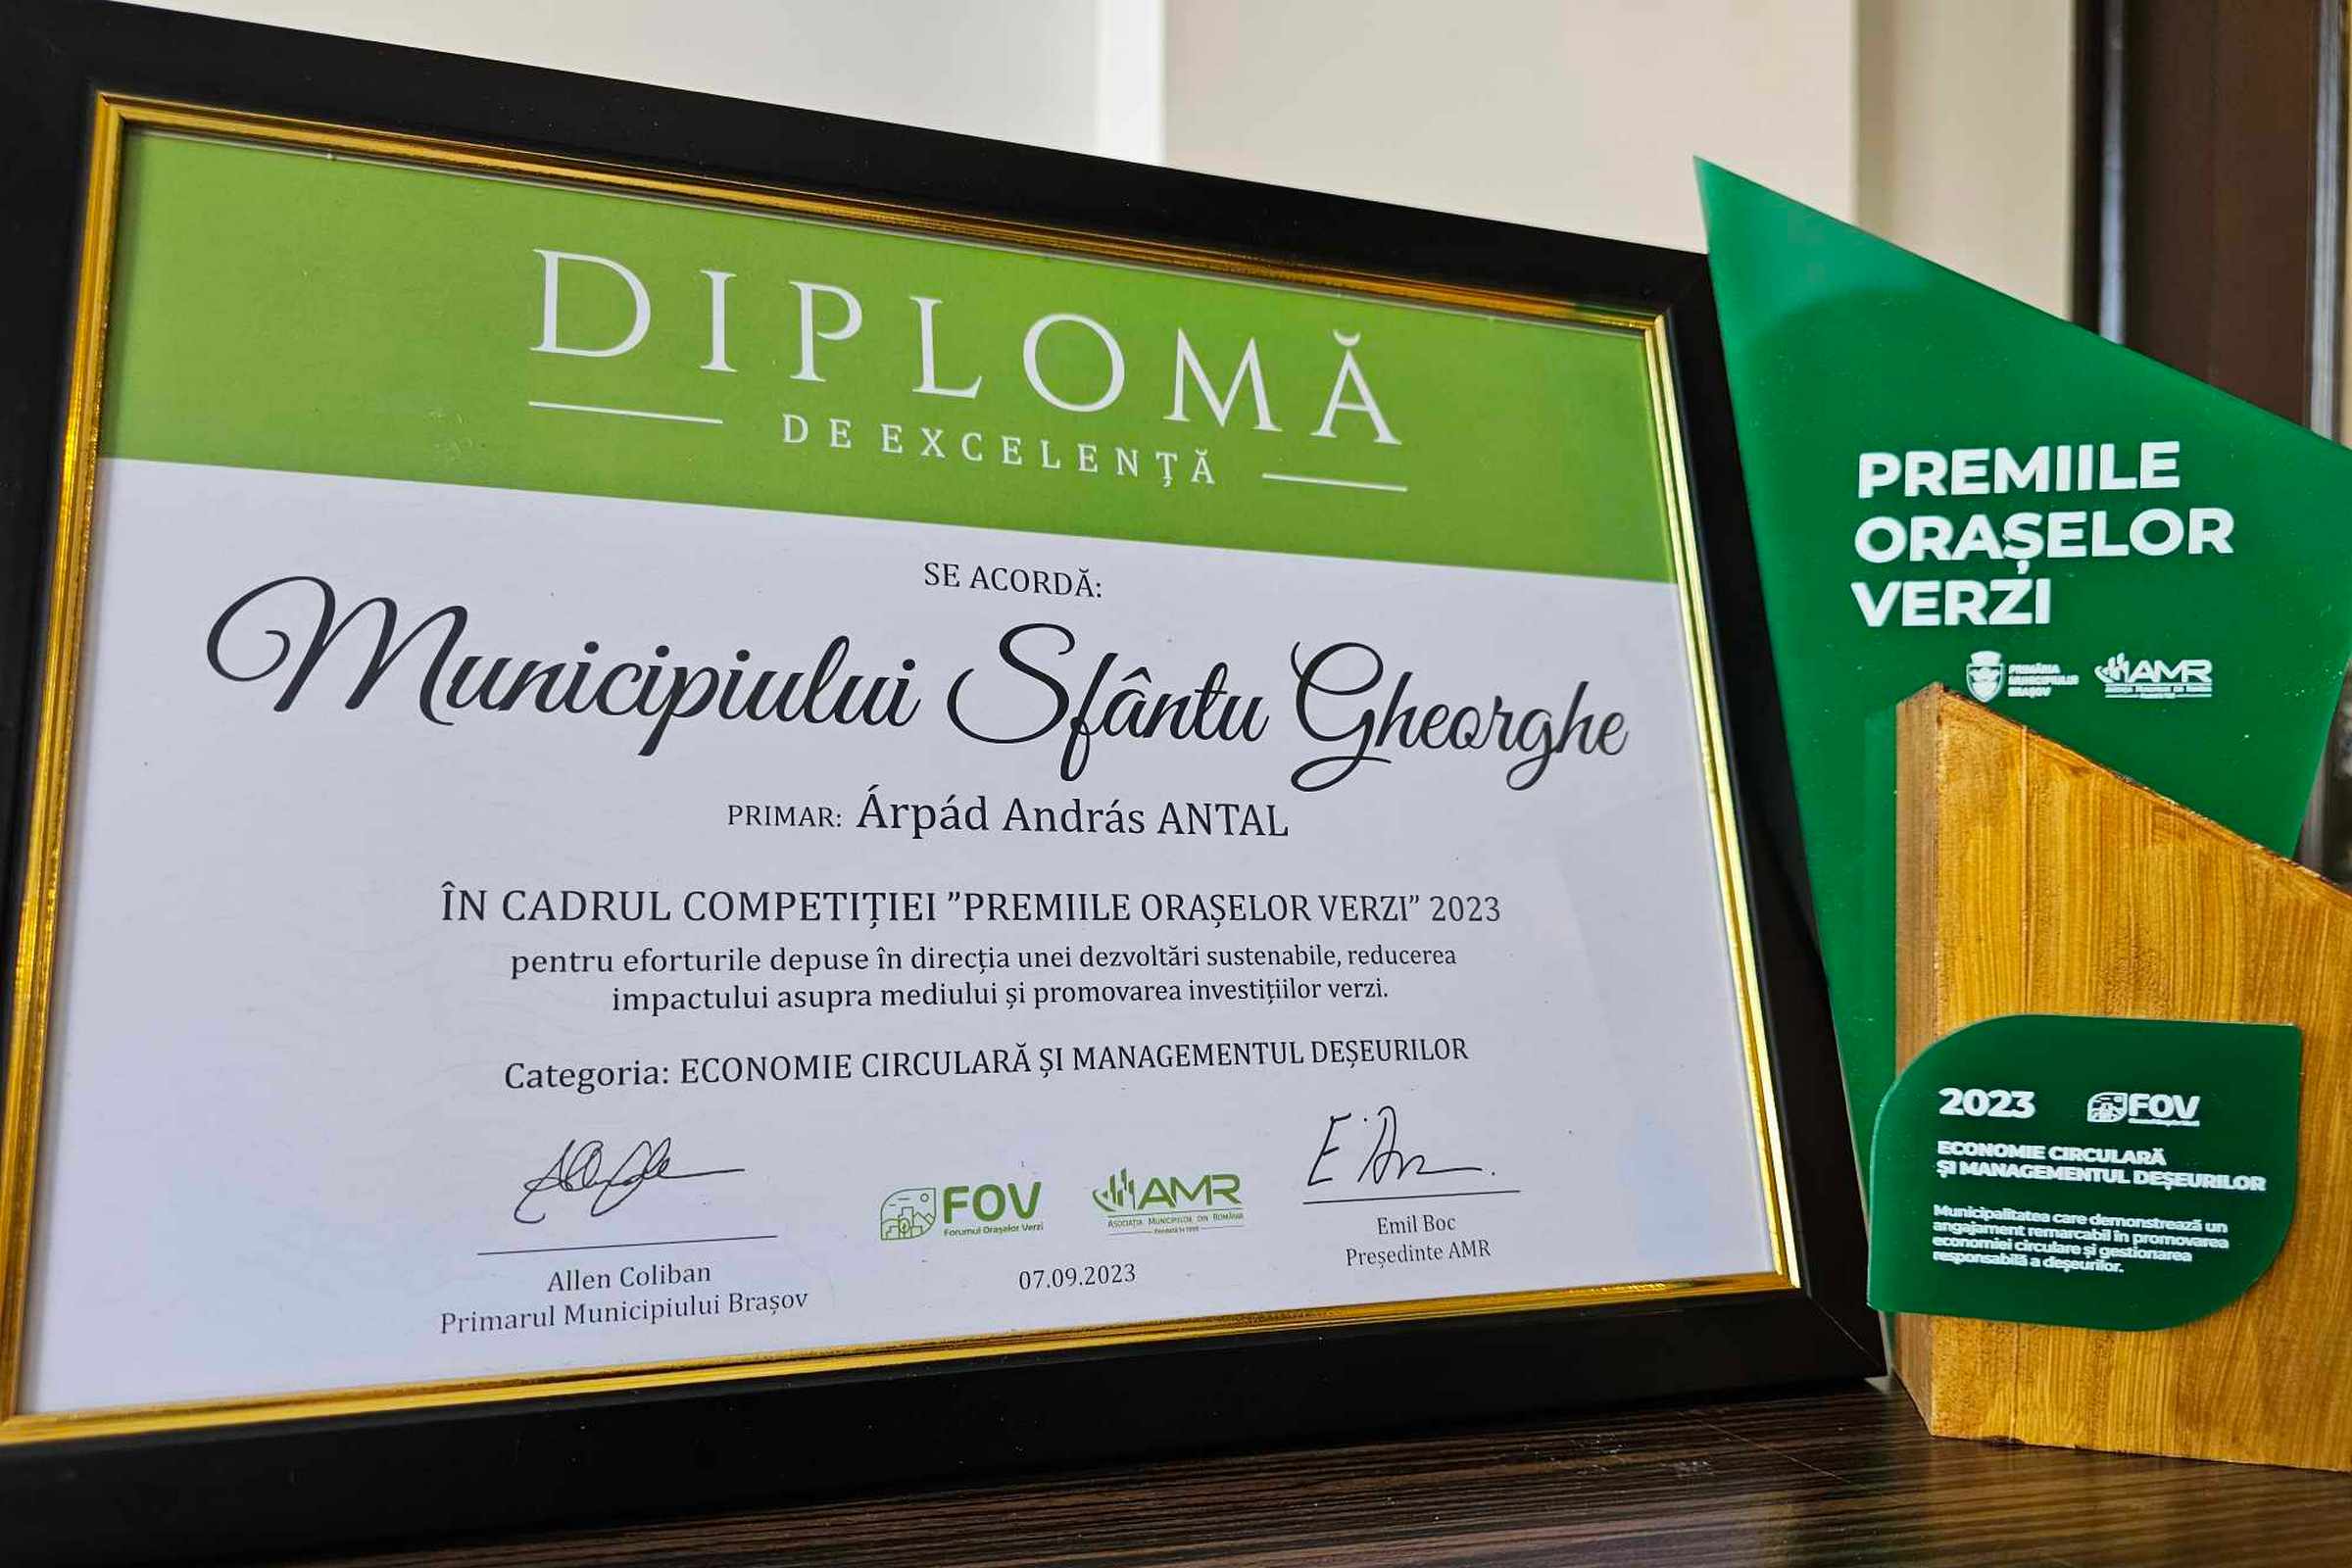 DIPLOMĂ
DE EXCELENȚĂ
SE ACORDĂ:
Municipiului Sfântu Gheorghe
PRIMAR: Árpád András ANTAL
ÎN CADRUL COMPETIȚIEI ”PREMIILE ORAȘELOR VERZI” 2023
pentru eforturile depuse în direcția unei dezvoltări sustenabile, reducerea
impactului asupra mediului și promovarea investițiilor verzi.
Categoria: ECONOMIE CIRCULARĂ ȘI MANAGEMENTUL DEȘEURILOR
Allen Coliban
Primarul Municipiului Brașov
FOV
Forumul Orașelor Verzi
AMR
ASOCIAȚIA MUNICIPIILOR DIN ROMÂNIA
07.09.2023
Emil Boc
Președinte AMR
PREMIILE
ORAȘELOR
VERZI
PRIMĂRIA
MUNICIPIULUI
BRAȘOV
AMR
2023
FOV
ECONOMIE CIRCULARĂ
ȘI MANAGEMENTUL DEȘEURILOR
Municipalitatea care demonstrează un
angajament remarcabil în promovarea
economiei circulare și gestionarea
responsabilă a deșeurilor.